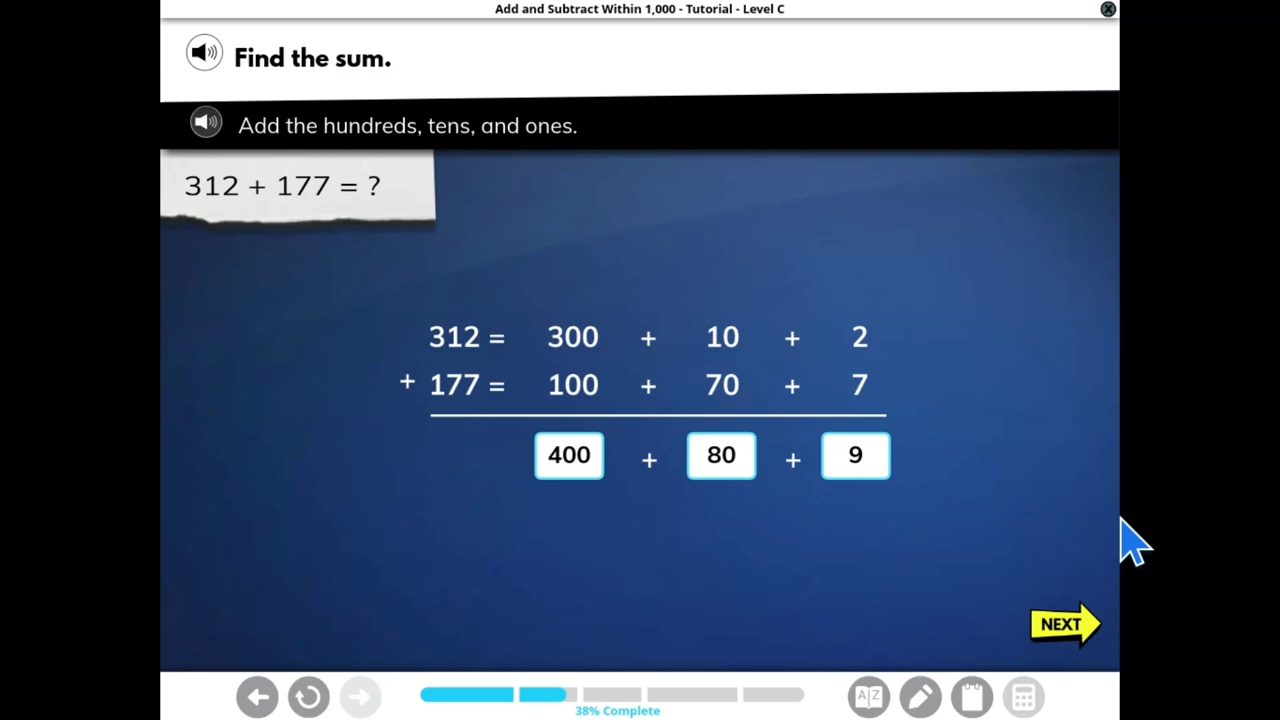 Add and Subtract Within 1,000 - Tutorial - Level C
Find the sum.
Add the hundreds, tens, and ones.
312 + 177 = ?
312 = 300 + 10 + 2
+ 177 = 100 + 70 + 7
400 + 80 + 9
NEXT
A Z
38% Complete